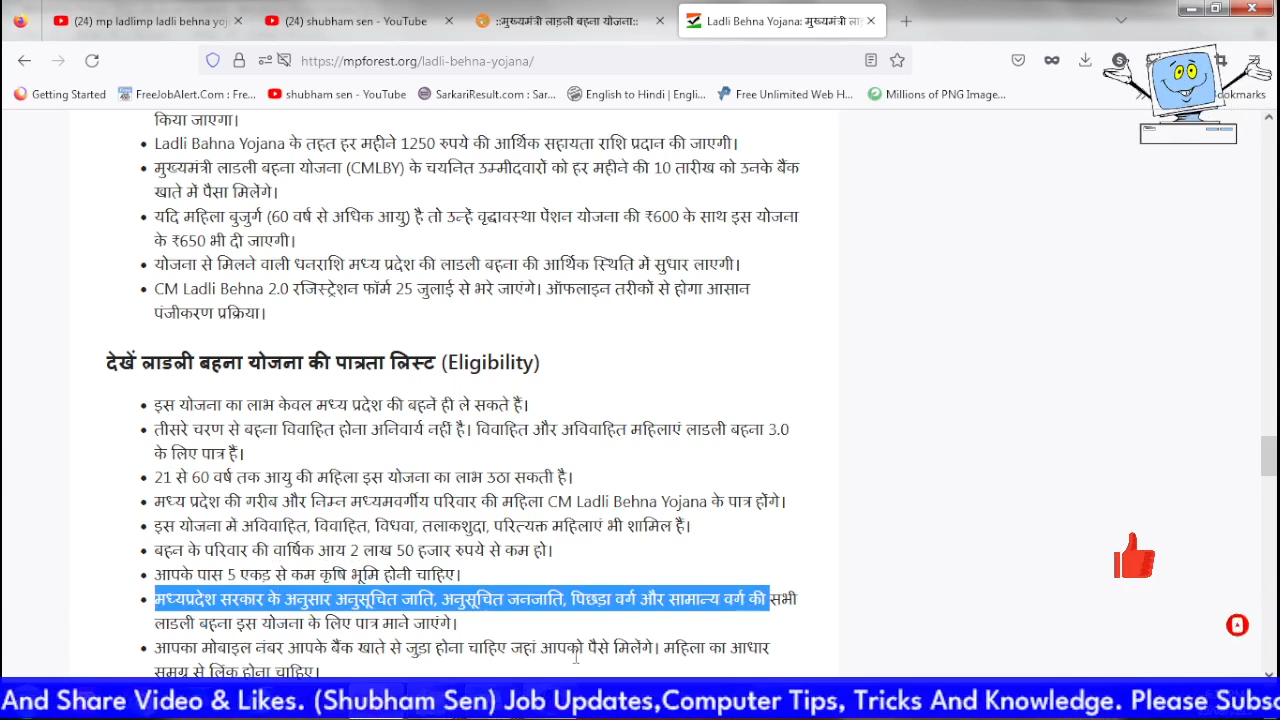 (24) mp ladlimp ladli behna yoj
(24) shubham sen - YouTube
::मुख्यमंत्री लाड़ली बहना योजना::
Ladli Behna Yojana: मुख्यमंत्री ला
https://mpforest.org/ladli-behna-yojana/
Getting Started
FreeJobAlert.Com : Fre...
shubham sen - YouTube
SarkariResult.com : Sar...
English to Hindi | Engli...
Free Unlimited Web H...
Millions of PNG Image...
किया जाएगा।
Ladli Bahna Yojana के तहत हर महीने 1250 रुपये की आर्थिक सहायता राशि प्रदान की जाएगी।
मुख्यमंत्री लाडली बहना योजना (CMLBY) के चयनित उम्मीदवारों को हर महीने की 10 तारीख को उनके बैंक
खाते में पैसा मिलेंगे।
यदि महिला बुजुर्ग (60 वर्ष से अधिक आयु) है तो उन्हें वृद्धावस्था पेंशन योजना की ₹600 के साथ इस योजना
के ₹650 भी दी जाएगी।
योजना से मिलने वाली धनराशि मध्य प्रदेश की लाडली बहना की आर्थिक स्थिति में सुधार लाएगी।
CM Ladli Behna 2.0 रजिस्ट्रेशन फॉर्म 25 जुलाई से भरे जाएंगे। ऑफलाइन तरीकों से होगा आसान
पंजीकरण प्रक्रिया।
देखें लाडली बहना योजना की पात्रता लिस्ट (Eligibility)
इस योजना का लाभ केवल मध्य प्रदेश की बहनें ही ले सकते हैं।
तीसरे चरण से बहना विवाहित होना अनिवार्य नहीं है। विवाहित और अविवाहित महिलाएं लाडली बहना 3.0
के लिए पात्र हैं।
21 से 60 वर्ष तक आयु की महिला इस योजना का लाभ उठा सकती है।
मध्य प्रदेश की गरीब और निम्न मध्यमवर्गीय परिवार की महिला CM Ladli Behna Yojana के पात्र होंगे।
इस योजना में अविवाहित, विवाहित, विधवा, तलाकशुदा, परित्यक्त महिलाएं भी शामिल हैं।
बहन के परिवार की वार्षिक आय 2 लाख 50 हजार रुपये से कम हो।
आपके पास 5 एकड़ से कम कृषि भूमि होनी चाहिए।
मध्यप्रदेश सरकार के अनुसार अनुसूचित जाति, अनुसूचित जनजाति, पिछड़ा वर्ग और सामान्य वर्ग की सभी
लाडली बहना इस योजना के लिए पात्र माने जाएंगे।
आपका मोबाइल नंबर आपके बैंक खाते से जुड़ा होना चाहिए जहां आपको पैसे मिलेंगे। महिला का आधार
समग्र से लिंक होना चाहिए।
And Share Video & Likes. (Shubham Sen) Job Updates,Computer Tips, Tricks And Knowledge. Please Subsc